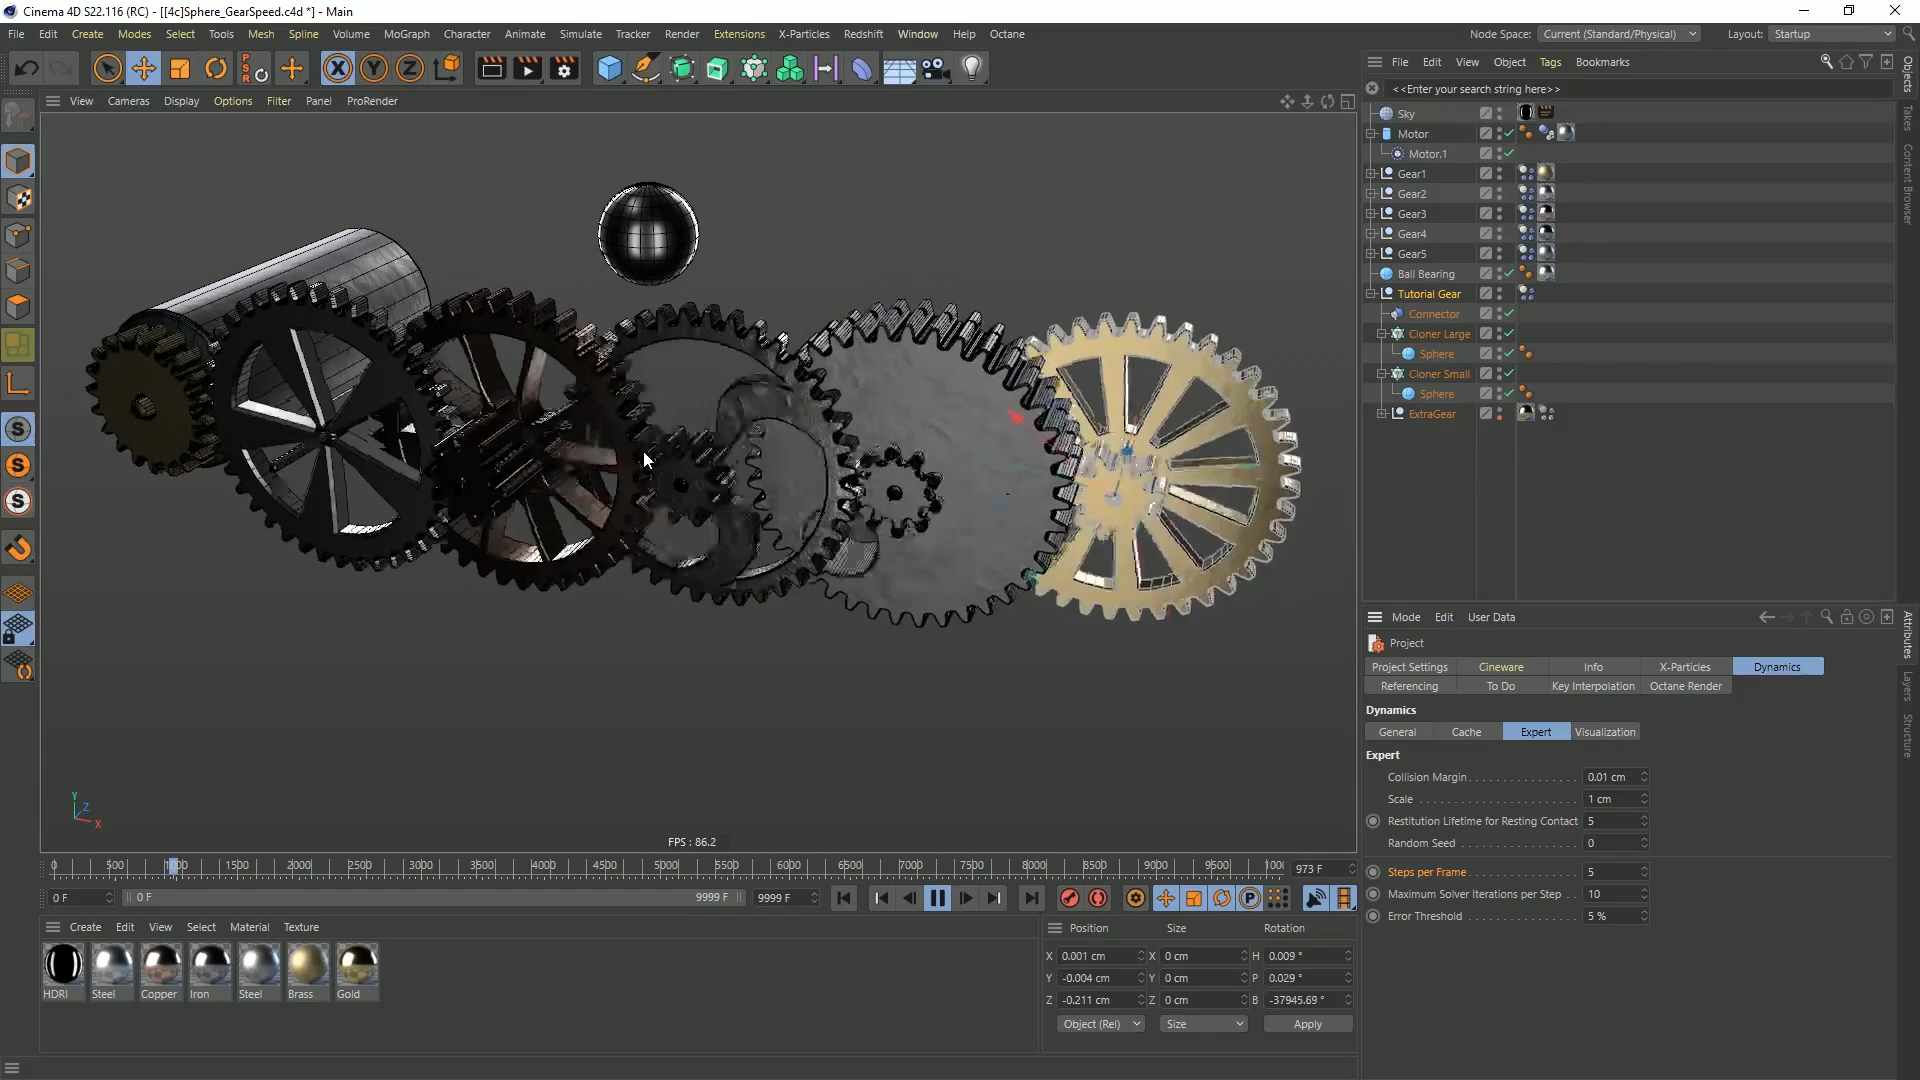 Cinema 4D S22.116 (RC) - [[4c]Sphere_GearSpeed.c4d *] - Main
File Edit Create Modes Select Tools Mesh Spline Volume MoGraph Character Animate Simulate Tracker Render Extensions X-Particles Redshift Window Help Octane
Node Space: Current (Standard/Physical) Layout: Startup
PSR X Y Z
View Cameras Display Options Filter Panel ProRender
File Edit View Object Tags Bookmarks
<<Enter your search string here>>
Sky
Motor
Motor.1
Gear1
Gear2
Gear3
Gear4
Gear5
Ball Bearing
Tutorial Gear
Connector
Cloner Large
Sphere
Cloner Small
Sphere
ExtraGear
Objects
Takes
Content Browser
S
S
S
Y
Z
X
FPS : 86.2
Mode Edit User Data
Project
Project Settings Cineware Info X-Particles Dynamics
Referencing To Do Key Interpolation Octane Render
Dynamics
General Cache Expert Visualization
Expert
Collision Margin 0.01 cm
Scale 1 cm
Restitution Lifetime for Resting Contact 5
Random Seed 0
Steps per Frame 5
Maximum Solver Iterations per Step 10
Error Threshold 5 %
Attributes
Layers
Structure
0 500 1000 1500 2000 2500 3000 3500 4000 4500 5000 5500 6000 6500 7000 7500 8000 8500 9000 9500 1000 973 F
0 F 0 F 9999 F 9999 F P
Create Edit View Select Material Texture
HDRI Steel Copper Iron Steel Brass Gold
Position Size Rotation
X 0.001 cm X 0 cm H 0.009 °
Y -0.004 cm Y 0 cm P 0.029 °
Z -0.211 cm Z 0 cm B -37945.69 °
Object (Rel) Size Apply